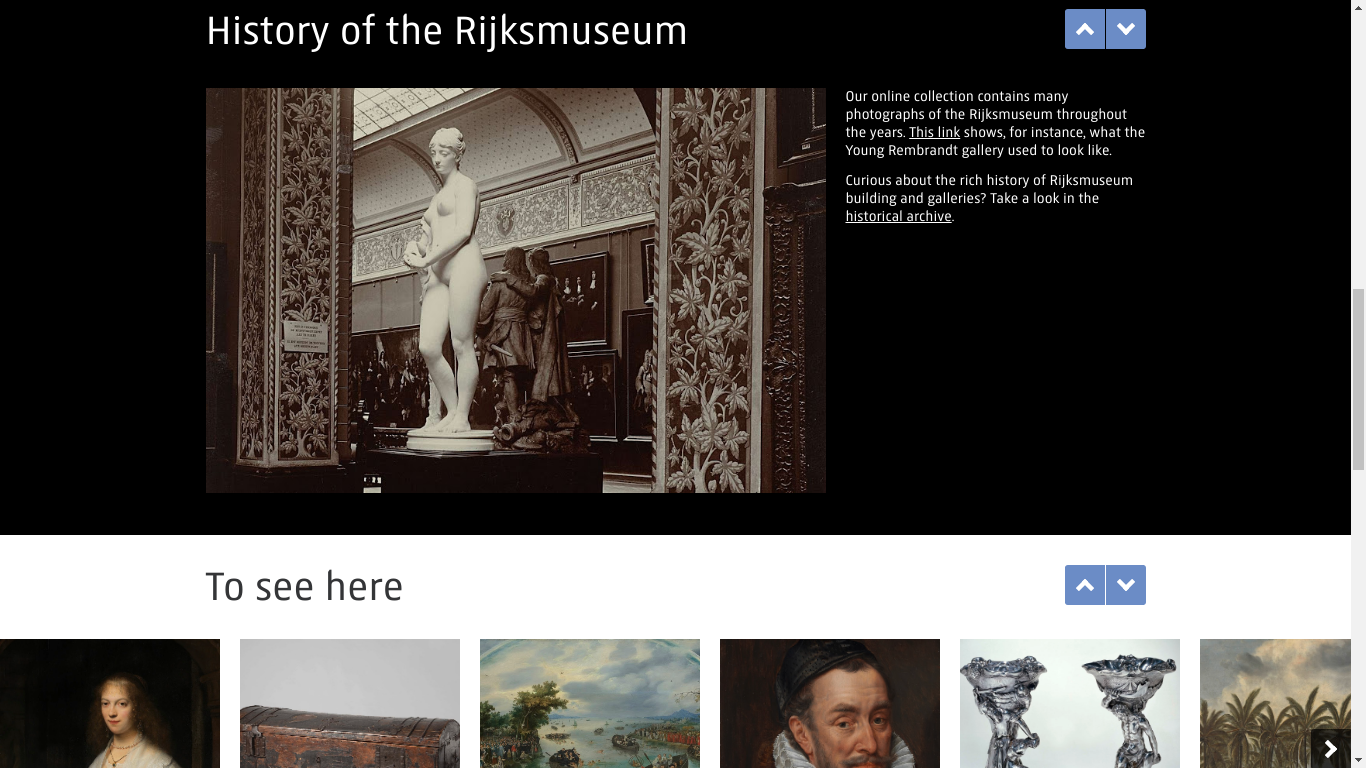 History of the Rijksmuseum
Our online collection contains many
photographs of the Rijksmuseum throughout
the years. This link shows, for instance, what the
Young Rembrandt gallery used to look like.
Curious about the rich history of Rijksmuseum
building and galleries? Take a look in the
historical archive.
To see here